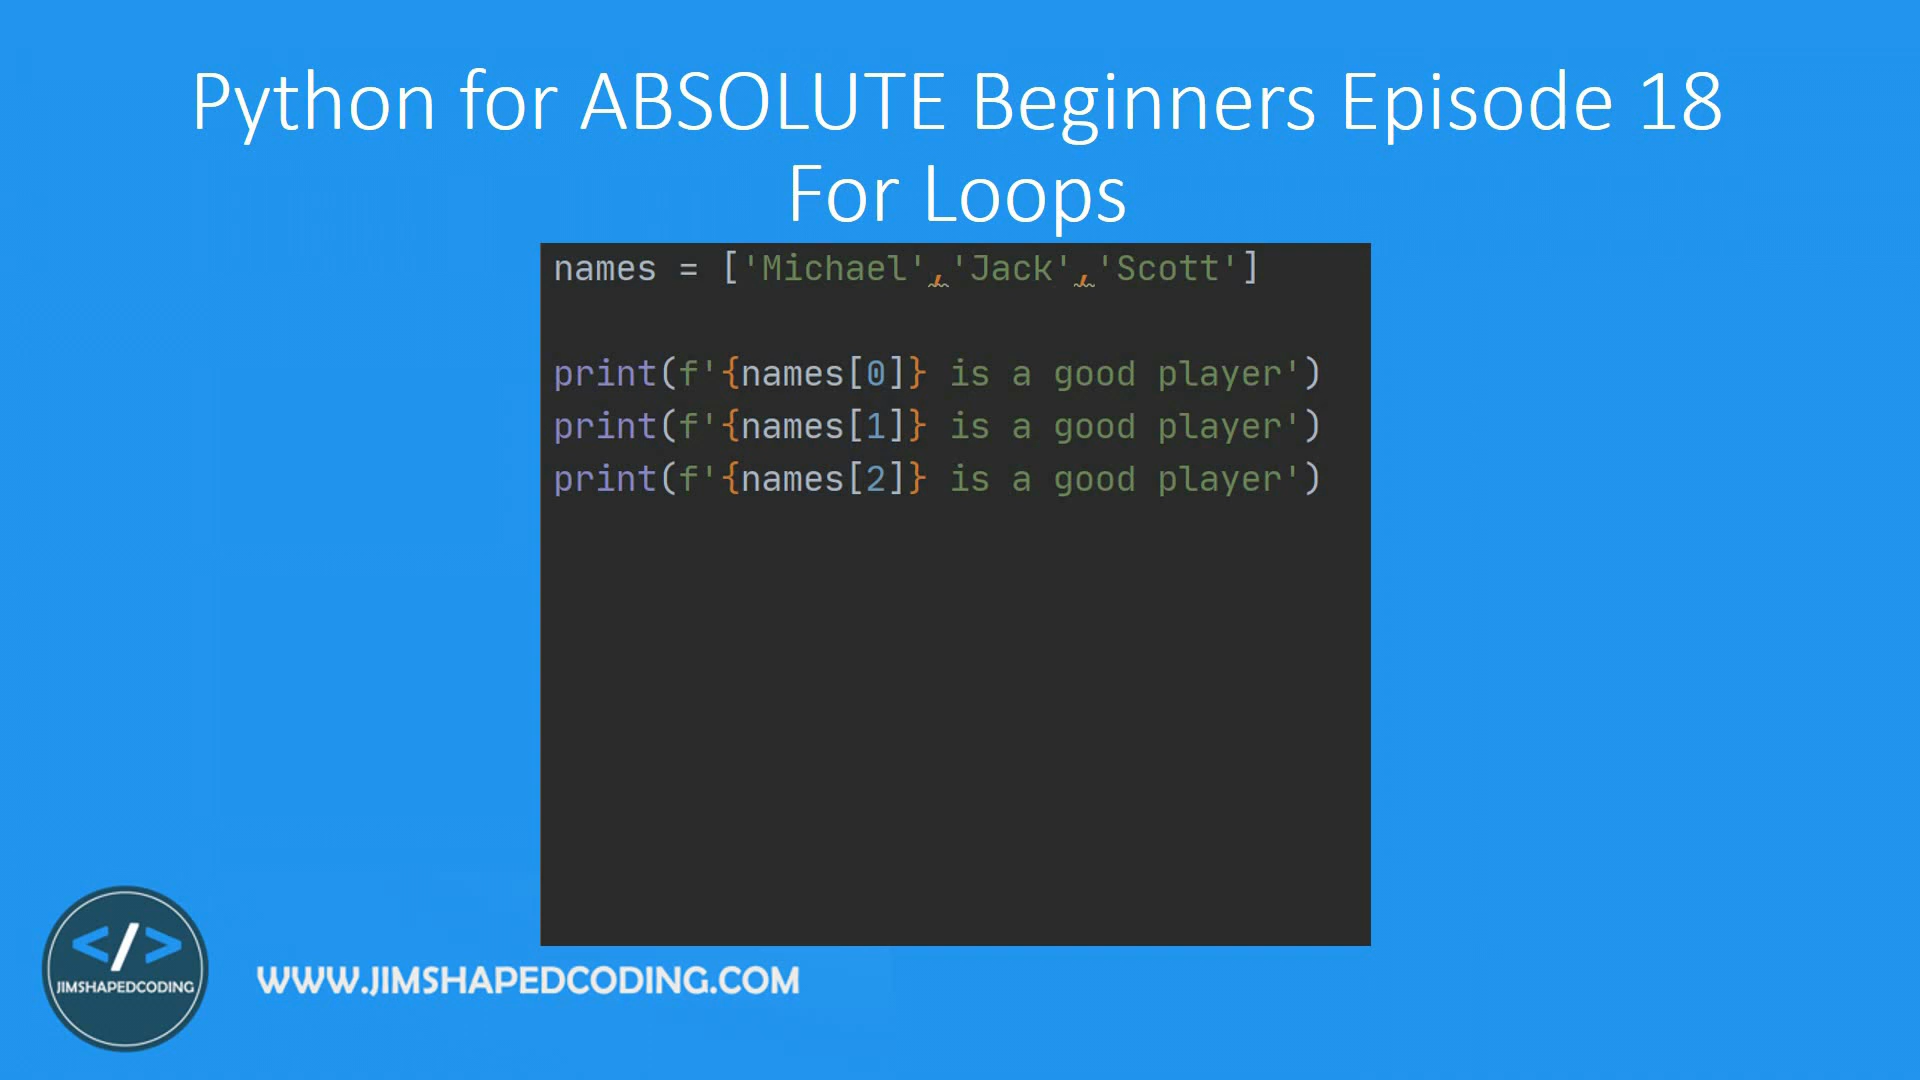 Python for ABSOLUTE Beginners Episode 18
For Loops
names = ['Michael','Jack','Scott']
print(f'{names[0]} is a good player')
print(f'{names[1]} is a good player')
print(f'{names[2]} is a good player')
</>
JIMSHAPEDCODING
WWW.JIMSHAPEDCODING.COM